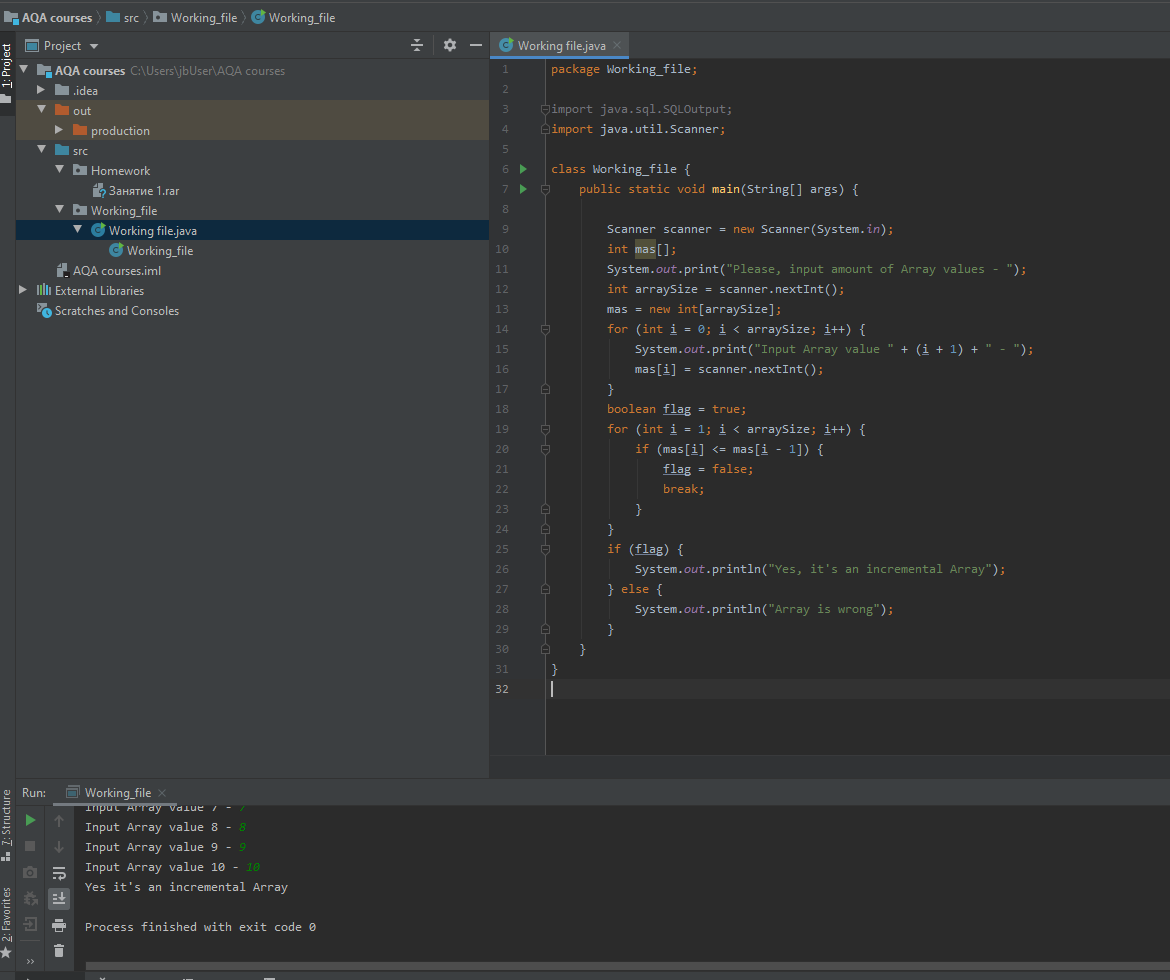 AQA courses src Working_file Working_file
1: Project
Project
AQA courses C:\Users\jbUser\AQA courses
.idea
out
production
src
Homework
Занятие 1.rar
Working_file
Working file.java
Working_file
AQA courses.iml
External Libraries
Scratches and Consoles
Working file.java
1 package Working_file;
2
3 import java.sql.SQLOutput;
4 import java.util.Scanner;
5
6 class Working_file {
7 public static void main(String[] args) {
8
9 Scanner scanner = new Scanner(System.in);
10 int mas[];
11 System.out.print("Please, input amount of Array values - ");
12 int arraySize = scanner.nextInt();
13 mas = new int[arraySize];
14 for (int i = 0; i < arraySize; i++) {
15 System.out.print("Input Array value " + (i + 1) + " - ");
16 mas[i] = scanner.nextInt();
17 }
18 boolean flag = true;
19 for (int i = 1; i < arraySize; i++) {
20 if (mas[i] <= mas[i - 1]) {
21 flag = false;
22 break;
23 }
24 }
25 if (flag) {
26 System.out.println("Yes, it's an incremental Array");
27 } else {
28 System.out.println("Array is wrong");
29 }
30 }
31 }
32
Run: Working_file
Input Array value 7 - 7
Input Array value 8 - 8
Input Array value 9 - 9
Input Array value 10 - 10
Yes it's an incremental Array
Process finished with exit code 0
7: Structure
2: Favorites